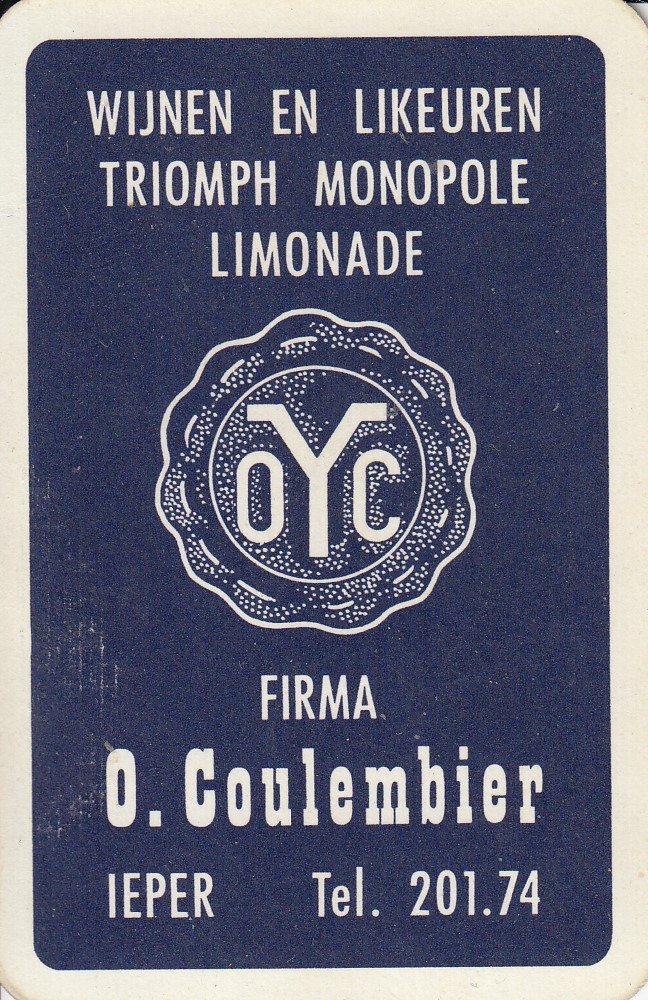 WIJNEN EN LIKEUREN
TRIOMPH MONOPOLE
LIMONADE
OYC
FIRMA
O. Coulembier
IEPER Tel. 201.74